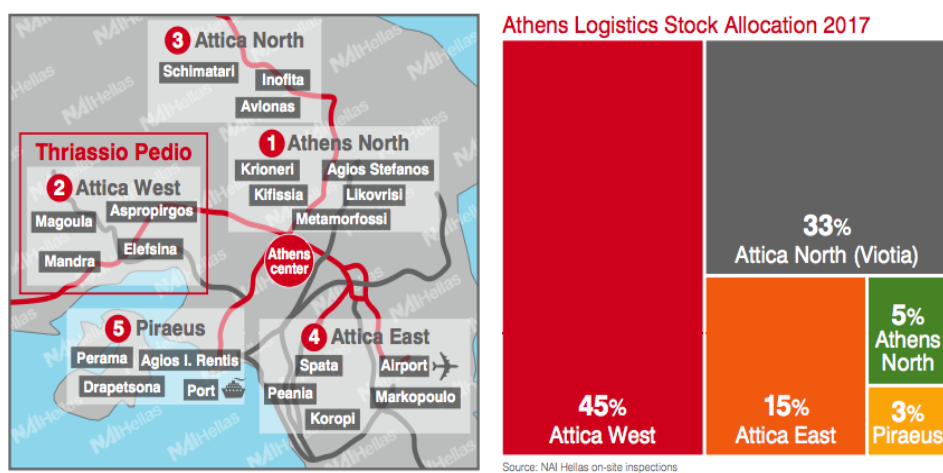 3 Attica North
Schimatari
Inofita
Avlonas
1 Athens North
Krioneri
Agios Stefanos
Kifissia
Likovrisi
Metamorfossi
Thriassio Pedio
2 Attica West
Magoula
Aspropirgos
Mandra
Elefsina
Athens
center
5 Piraeus
Perama
Agios I. Rentis
Drapetsona
Port
4 Attica East
Spata
Airport
Peania
Markopoulo
Koropi
NAIHellas
Athens Logistics Stock Allocation 2017
45%
Attica West
33%
Attica North (Viotia)
15%
Attica East
5%
Athens
North
3%
Piraeus
Source: NAI Hellas on-site inspections